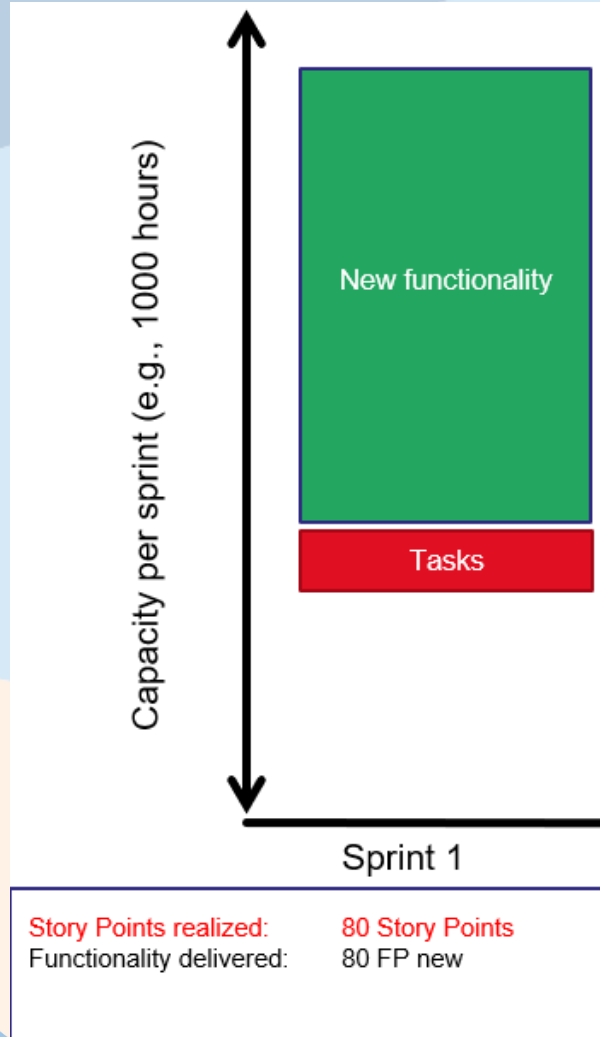 Capacity per sprint (e.g., 1000 hours)
New functionality
Tasks
Sprint 1
Story Points realized: 80 Story Points
Functionality delivered: 80 FP new